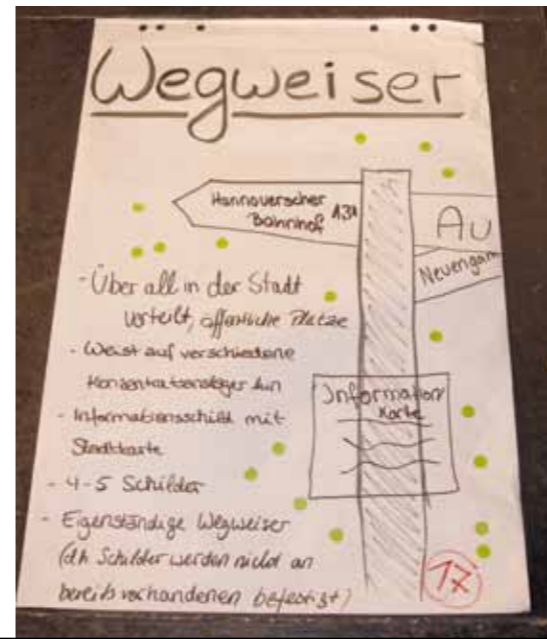 Wegweiser
Hannoverscher
Bahnhof
Au
Neuengam
- Über all in der Stadt
verteilt, öffentliche Plätze
- Weist auf verschiedene
Konzentrationslager hin
- Informationsschild mit
Stadtkarte
Information
Karte
- 4-5 Schilder
- Eigenständige Wegweiser
(dh Schilder werden nicht an
bereits vorhandenen befestigt)
17